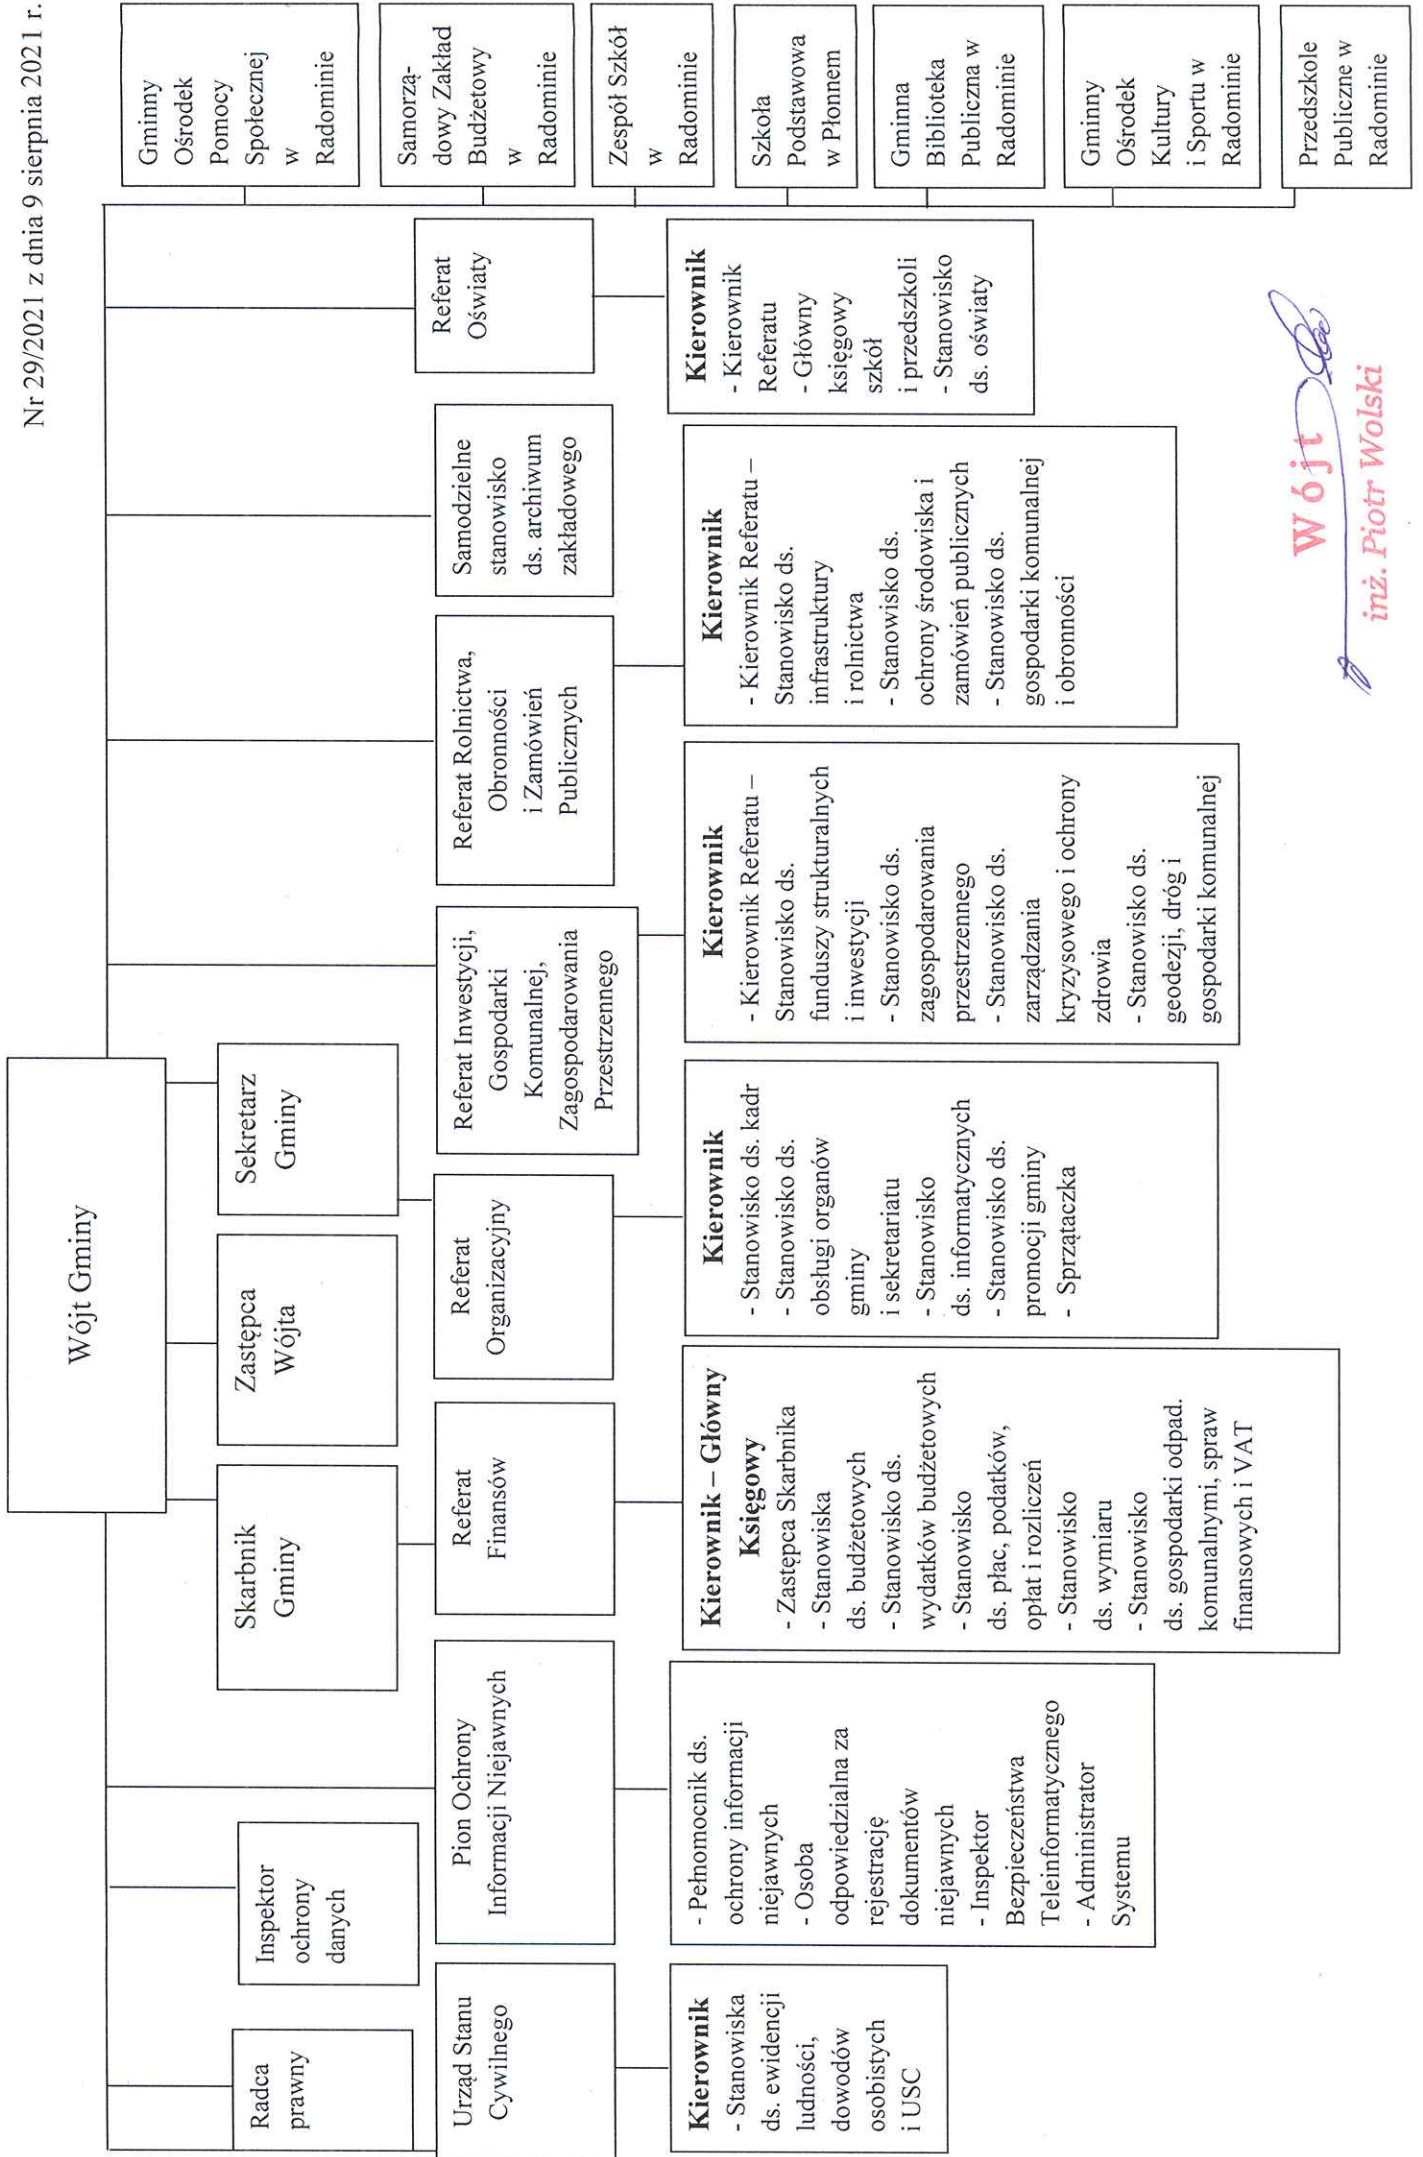 Nr 29/2021 z dnia 9 sierpnia 2021 r.
Wójt Gminy
Skarbnik
Gminy
Zastępca
Wójta
Sekretarz
Gminy
Radca
prawny
Inspektor
ochrony
danych
Urząd Stanu
Cywilnego
Pion Ochrony
Informacji Niejawnych
Referat
Finansów
Referat
Organizacyjny
Referat Inwestycji,
Gospodarki
Komunalnej,
Zagospodarowania
Przestrzennego
Referat Rolnictwa,
Obronności
i Zamówień
Publicznych
Samodzielne
stanowisko
ds. archiwum
zakładowego
Referat
Oświaty
Kierownik
- Stanowiska
ds. ewidencji
ludności,
dowodów
osobistych
i USC
- Pełnomocnik ds.
ochrony informacji
niejawnych
- Osoba
odpowiedzialna za
rejestrację
dokumentów
niejawnych
- Inspektor
Bezpieczeństwa
Teleinformatycznego
- Administrator
Systemu
Kierownik – Główny
Księgowy
- Zastępca Skarbnika
- Stanowiska
ds. budżetowych
- Stanowisko ds.
wydatków budżetowych
- Stanowisko
ds. płac, podatków,
opłat i rozliczeń
- Stanowisko
ds. wymiaru
- Stanowisko
ds. gospodarki odpad.
komunalnymi, spraw
finansowych i VAT
Kierownik
- Stanowisko ds. kadr
- Stanowisko ds.
obsługi organów
gminy
i sekretariatu
- Stanowisko
ds. informatycznych
- Stanowisko ds.
promocji gminy
- Sprzątaczka
Kierownik
- Kierownik Referatu –
Stanowisko ds.
funduszy strukturalnych
i inwestycji
- Stanowisko ds.
zagospodarowania
przestrzennego
- Stanowisko ds.
zarządzania
kryzysowego i ochrony
zdrowia
- Stanowisko ds.
geodezji, dróg i
gospodarki komunalnej
Kierownik
- Kierownik Referatu –
Stanowisko ds.
infrastruktury
i rolnictwa
- Stanowisko ds.
ochrony środowiska i
zamówień publicznych
- Stanowisko ds.
gospodarki komunalnej
i obronności
Kierownik
- Kierownik
Referatu
- Główny
księgowy
szkół
i przedszkoli
- Stanowisko
ds. oświaty
Gminny
Ośrodek
Pomocy
Społecznej
w
Radominie
Samorzą-
dowy Zakład
Budżetowy
w
Radominie
Zespół Szkół
w
Radominie
Szkoła
Podstawowa
w Płonnem
Gminna
Biblioteka
Publiczna w
Radominie
Gminny
Ośrodek
Kultury
i Sportu w
Radominie
Przedszkole
Publiczne w
Radominie
Wójt
inż. Piotr Wolski